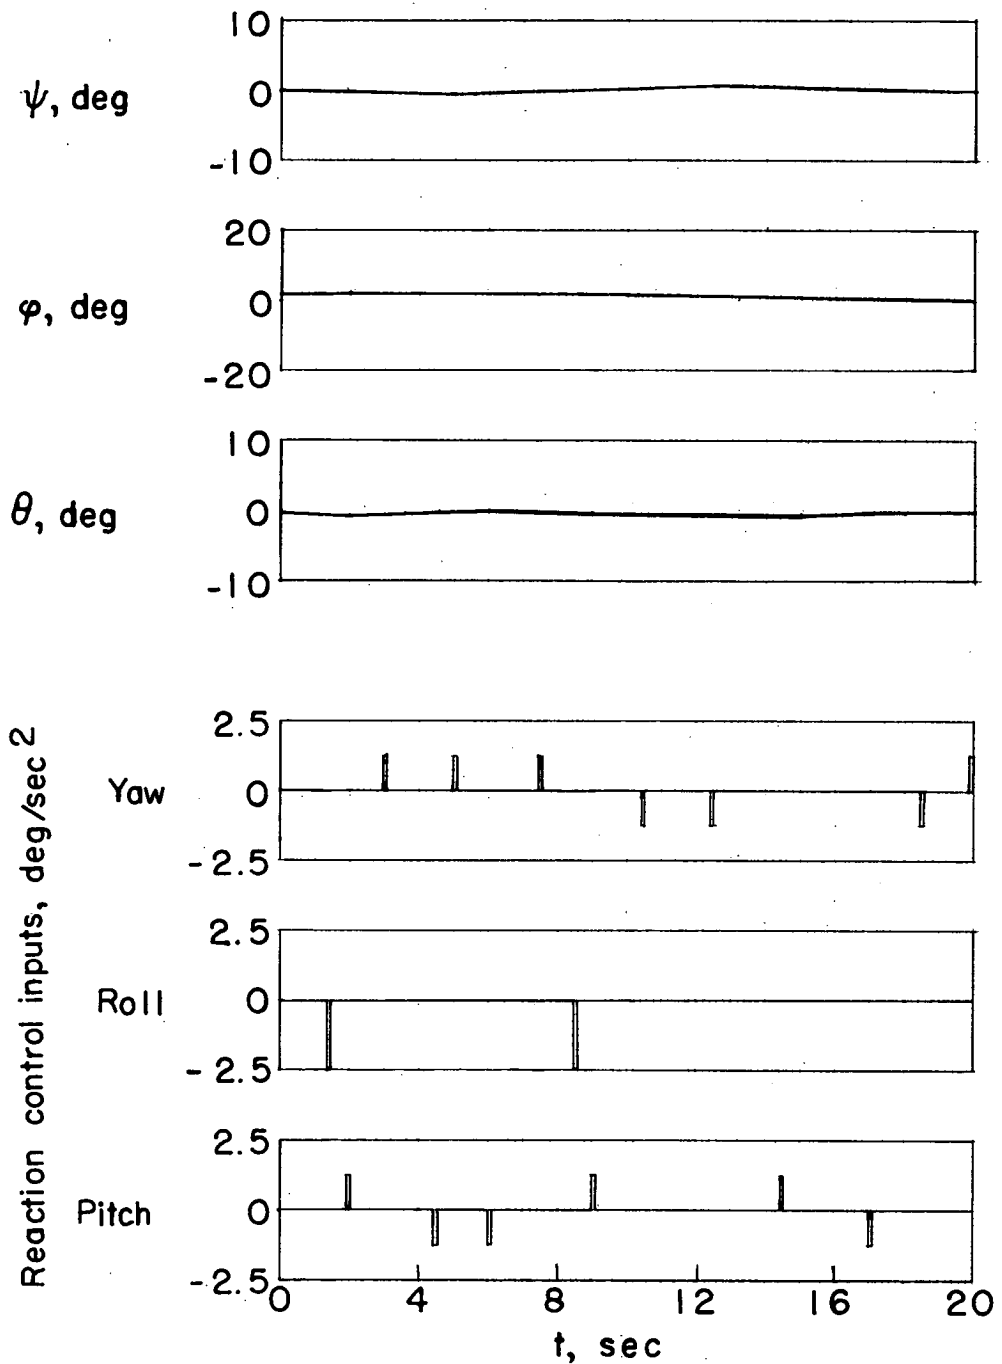 10
ψ, deg
0
-10
20
φ, deg
0
-20
10
θ, deg
0
-10
Reaction control inputs, deg/sec2
2.5
Yaw
0
-2.5
2.5
Roll
0
-2.5
2.5
Pitch
0
-2.5
0 4 8 12 16 20
t, sec